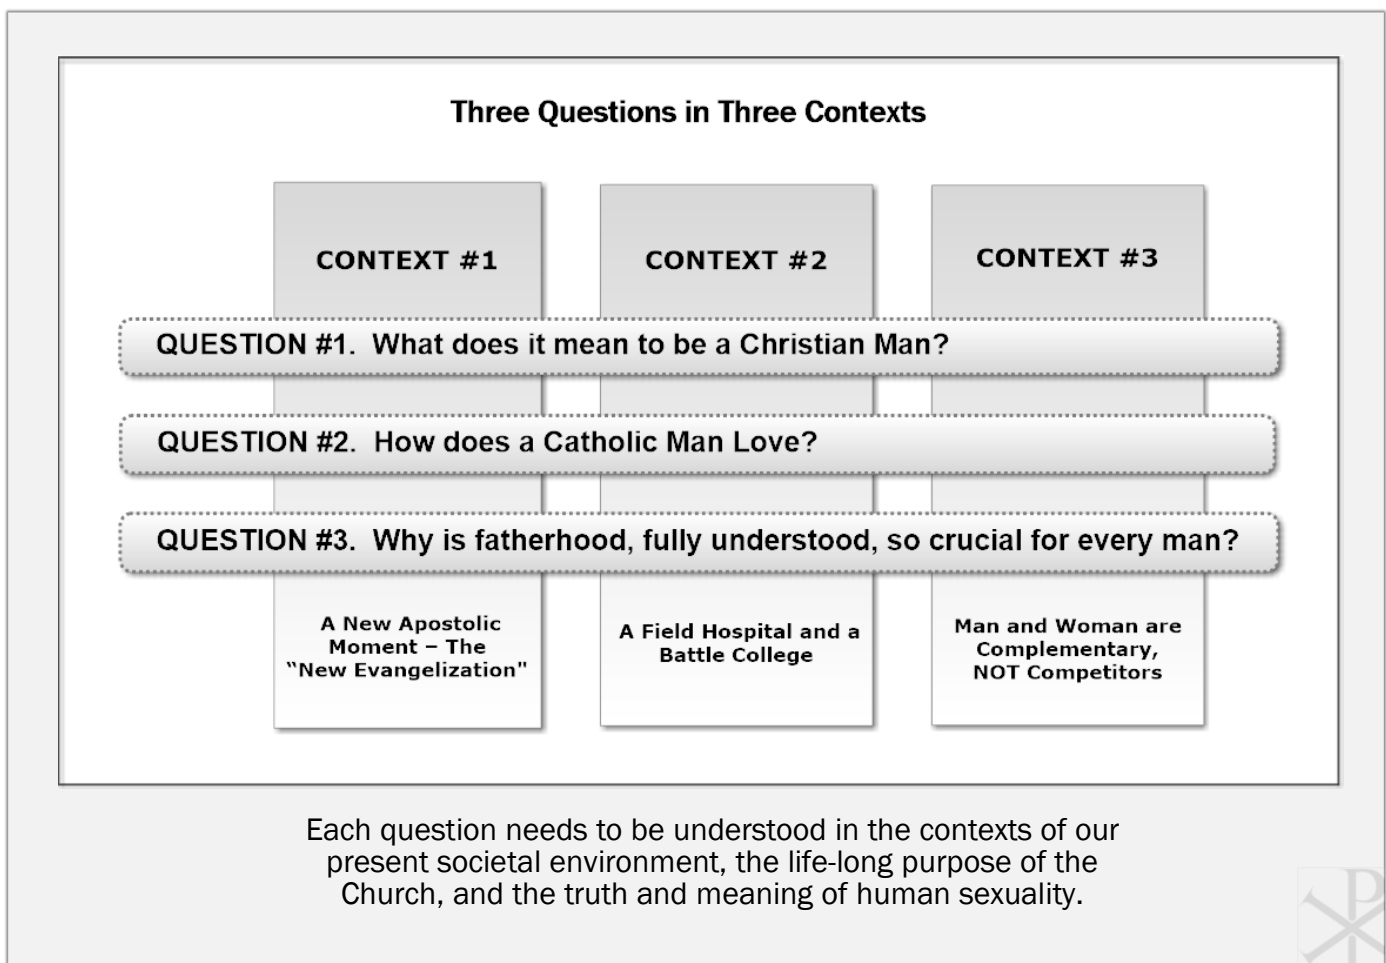 Three Questions in Three Contexts
CONTEXT #1
CONTEXT #2
CONTEXT #3
QUESTION #1.  What does it mean to be a Christian Man?
QUESTION #2.  How does a Catholic Man Love?
QUESTION #3.  Why is fatherhood, fully understood, so crucial for every man?
A New Apostolic
Moment – The
“New Evangelization"
A Field Hospital and a
Battle College
Man and Woman are
Complementary,
NOT Competitors
Each question needs to be understood in the contexts of our
present societal environment, the life-long purpose of the
Church, and the truth and meaning of human sexuality.